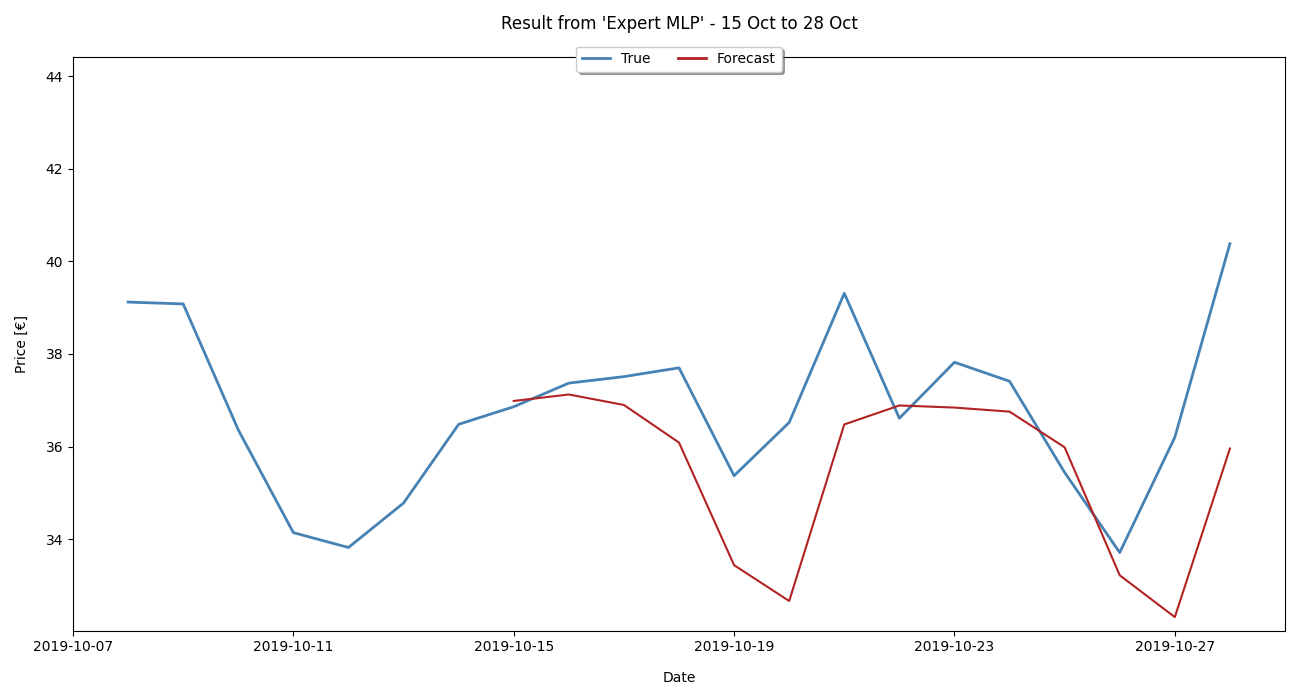 Result from 'Expert MLP' - 15 Oct to 28 Oct
True Forecast
44
42
40
38
36
34
Price [€]
2019-10-07 2019-10-11 2019-10-15 2019-10-19 2019-10-23 2019-10-27
Date